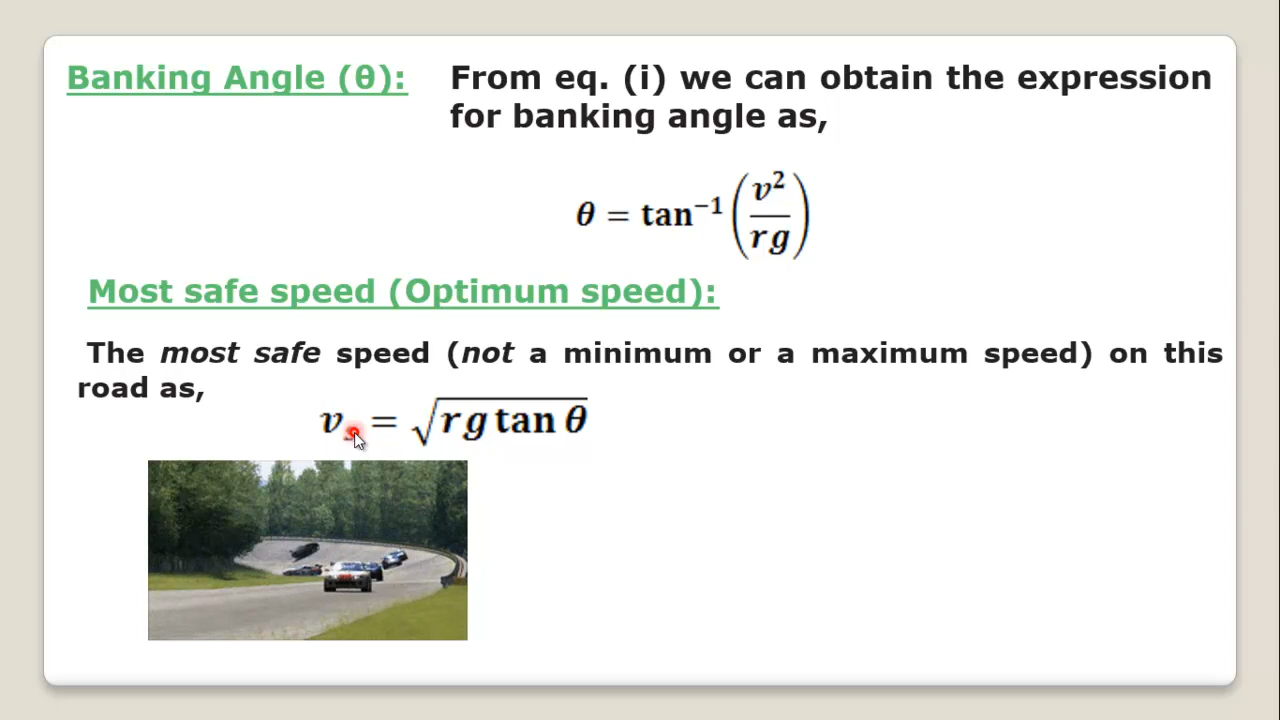 Banking Angle (θ): From eq. (i) we can obtain the expression
for banking angle as,
θ = tan⁻¹ (v²/rg)
Most safe speed (Optimum speed):
The most safe speed (not a minimum or a maximum speed) on this
road as,
v = √rg tan θ